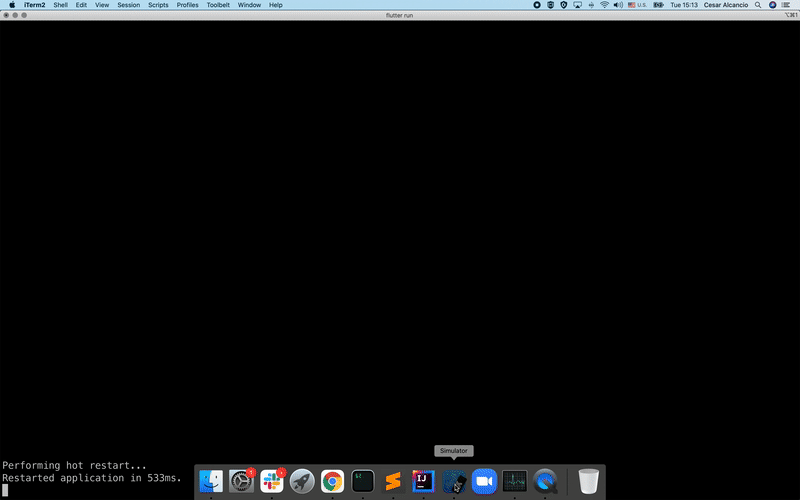 iTerm2 Shell Edit View Session Scripts Profiles Toolbelt Window Help U.S. Tue 15:13 Cesar Alcancio
flutter run ⌥⌘1
Simulator
Performing hot restart...
Restarted application in 533ms.
IJ